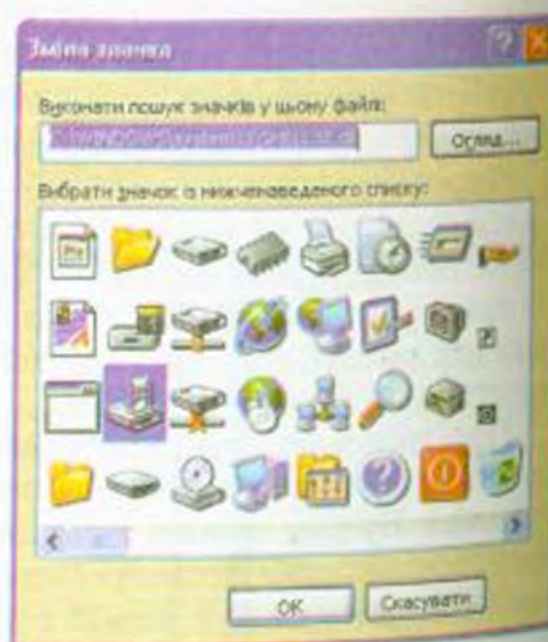 Зміна значка
Виконати пошук значків у цьому файлі:
Огляд...
Вибрати значок із нижченаведеного списку:
OK
Скасувати